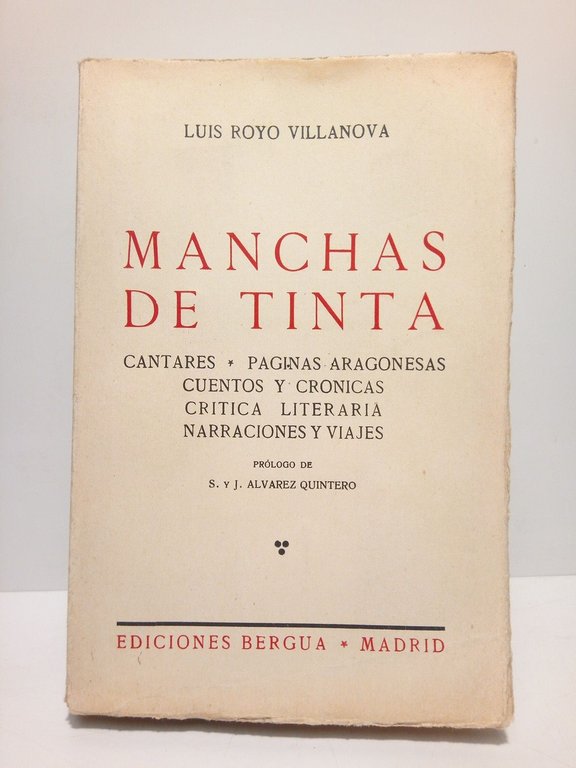 LUIS ROYO VILLANOVA
MANCHAS
DE TINTA
CANTARES * PAGINAS ARAGONESAS
CUENTOS Y CRONICAS
CRITICA LITERARIA
NARRACIONES Y VIAJES
PRÓLOGO DE
S. Y J. ALVAREZ QUINTERO
EDICIONES BERGUA * MADRID